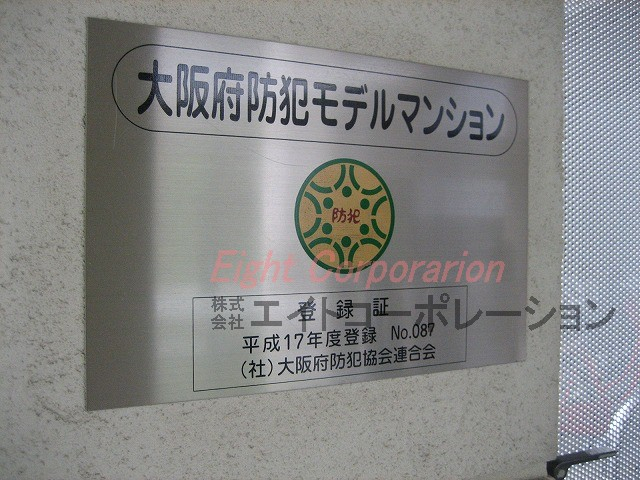 大阪府防犯モデルマンション
防犯
Eight Corporarion
株式会社 エイトコーポレーション
登録証
平成17年度登録 No.087
(社)大阪府防犯協会連合会